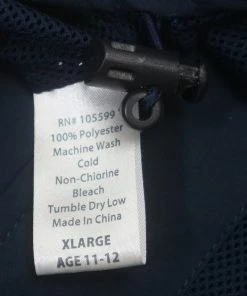 RN# 105599
100% Polyester
Machine Wash
Cold
Non-Chlorine
Bleach
Tumble Dry Low
Made In China
XLARGE
AGE 11-12